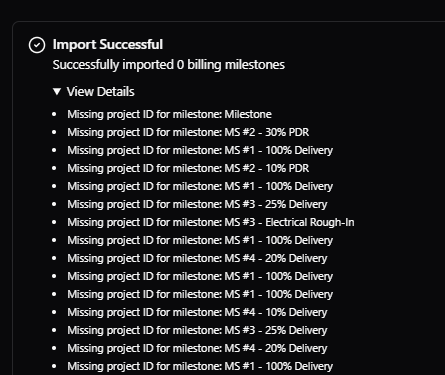 Import Successful
Successfully imported 0 billing milestones
▼ View Details
• Missing project ID for milestone: Milestone
• Missing project ID for milestone: MS #2 - 30% PDR
• Missing project ID for milestone: MS #1 - 100% Delivery
• Missing project ID for milestone: MS #2 - 10% PDR
• Missing project ID for milestone: MS #1 - 100% Delivery
• Missing project ID for milestone: MS #3 - 25% Delivery
• Missing project ID for milestone: MS #3 - Electrical Rough-In
• Missing project ID for milestone: MS #1 - 100% Delivery
• Missing project ID for milestone: MS #4 - 20% Delivery
• Missing project ID for milestone: MS #1 - 100% Delivery
• Missing project ID for milestone: MS #1 - 100% Delivery
• Missing project ID for milestone: MS #4 - 10% Delivery
• Missing project ID for milestone: MS #3 - 25% Delivery
• Missing project ID for milestone: MS #4 - 20% Delivery
• Missing project ID for milestone: MS #1 - 100% Delivery